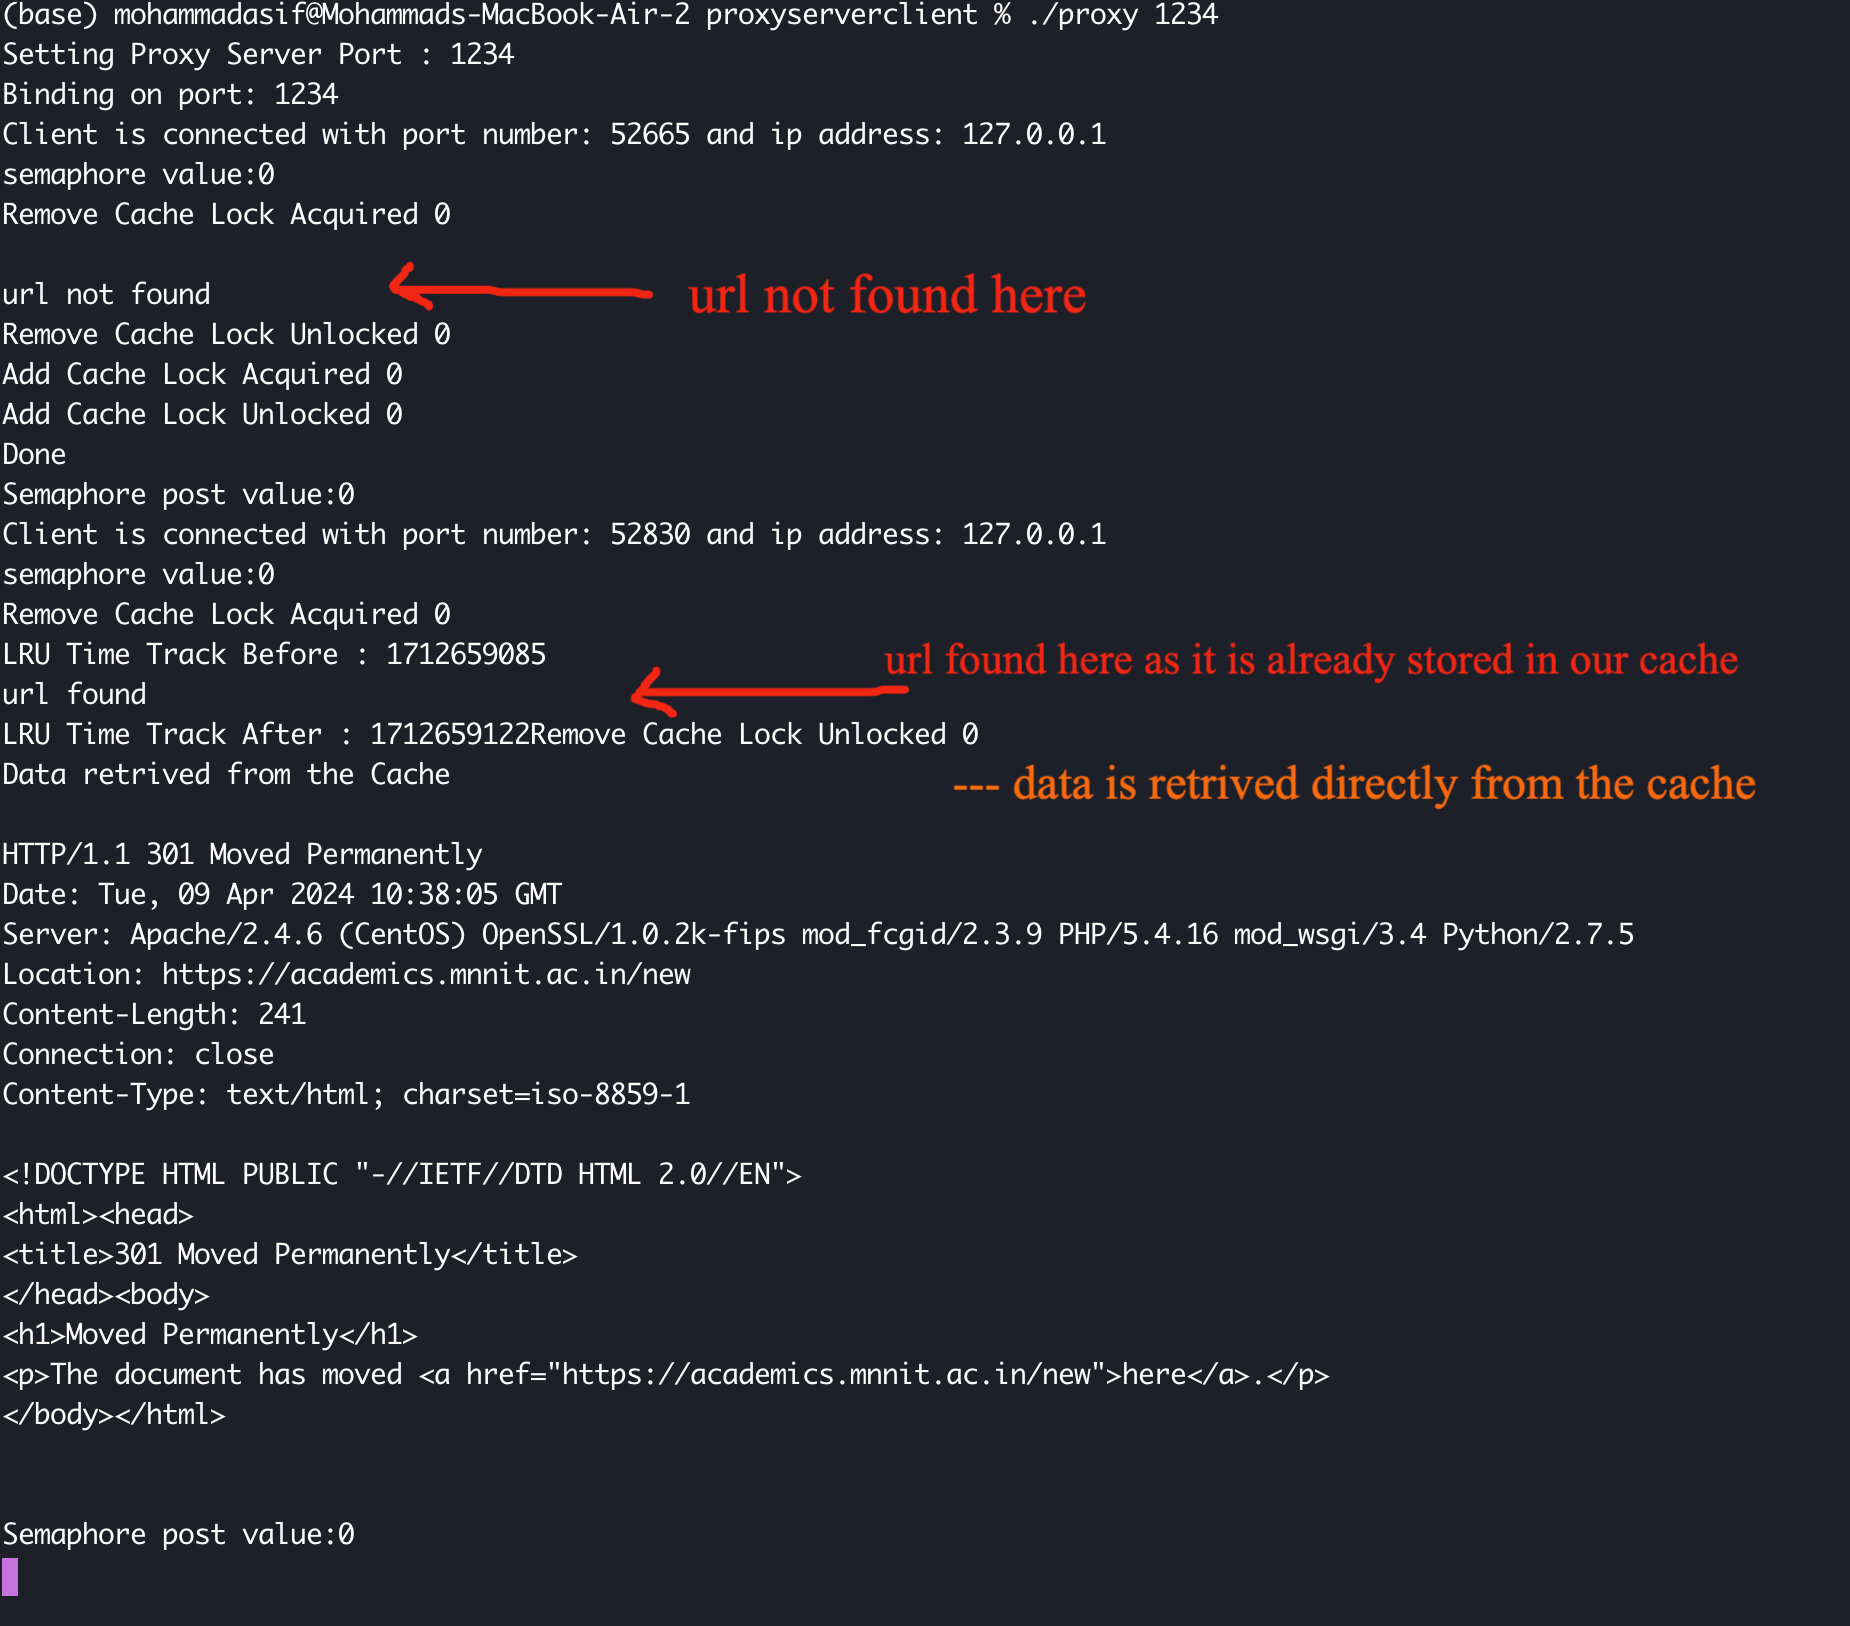 (base) mohammadasif@Mohammads-MacBook-Air-2 proxyserverclient % ./proxy 1234
Setting Proxy Server Port : 1234
Binding on port: 1234
Client is connected with port number: 52665 and ip address: 127.0.0.1
semaphore value:0
Remove Cache Lock Acquired 0
url not found
url not found here
Remove Cache Lock Unlocked 0
Add Cache Lock Acquired 0
Add Cache Lock Unlocked 0
Done
Semaphore post value:0
Client is connected with port number: 52830 and ip address: 127.0.0.1
semaphore value:0
Remove Cache Lock Acquired 0
LRU Time Track Before : 1712659085
url found here as it is already stored in our cache
url found
LRU Time Track After : 1712659122Remove Cache Lock Unlocked 0
Data retrived from the Cache
--- data is retrived directly from the cache
HTTP/1.1 301 Moved Permanently
Date: Tue, 09 Apr 2024 10:38:05 GMT
Server: Apache/2.4.6 (CentOS) OpenSSL/1.0.2k-fips mod_fcgid/2.3.9 PHP/5.4.16 mod_wsgi/3.4 Python/2.7.5
Location: https://academics.mnnit.ac.in/new
Content-Length: 241
Connection: close
Content-Type: text/html; charset=iso-8859-1
<!DOCTYPE HTML PUBLIC "-//IETF//DTD HTML 2.0//EN">
<html><head>
<title>301 Moved Permanently</title>
</head><body>
<h1>Moved Permanently</h1>
<p>The document has moved <a href="https://academics.mnnit.ac.in/new">here</a>.</p>
</body></html>
Semaphore post value:0